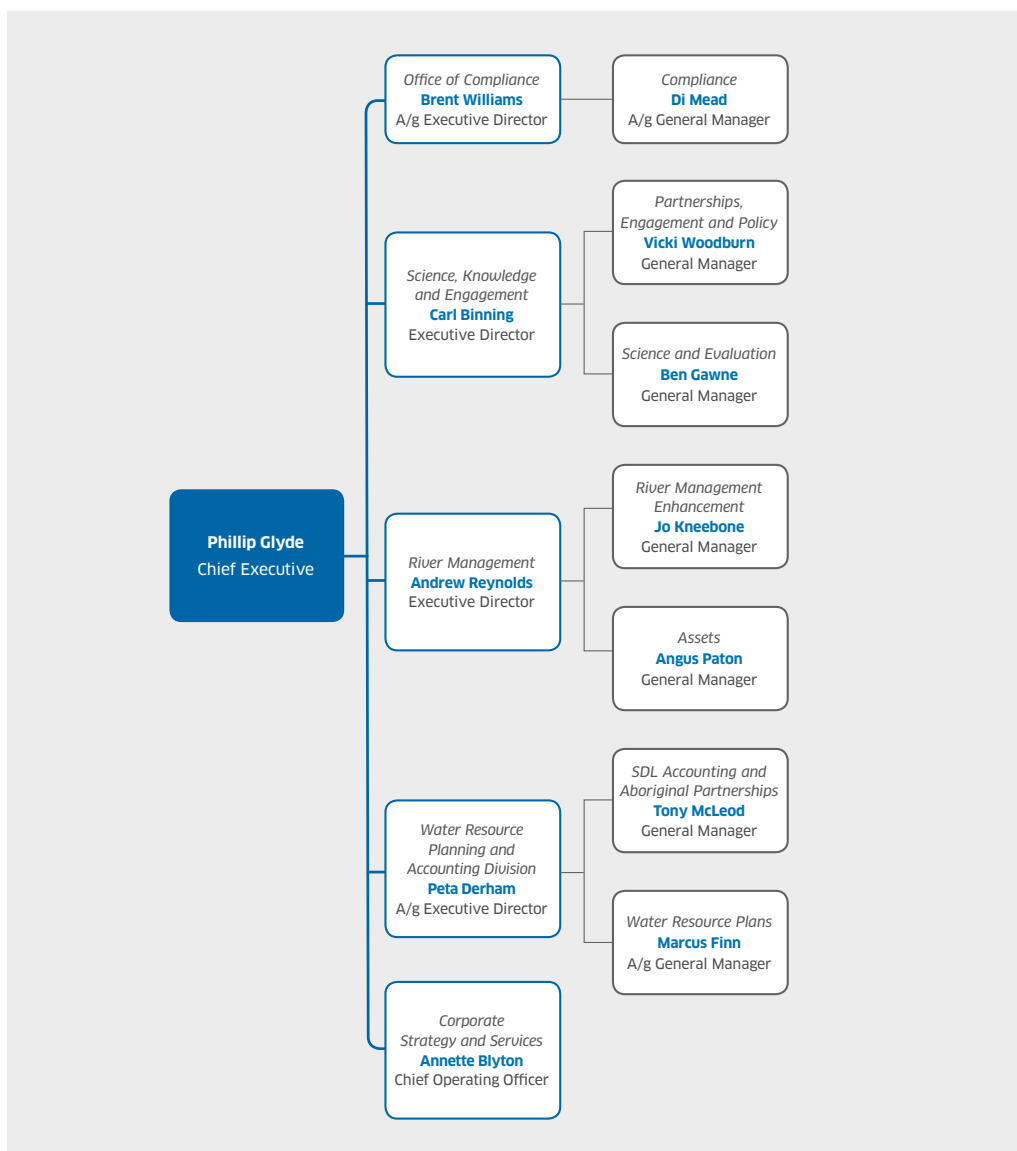 Phillip Glyde
Chief Executive
Office of Compliance
Brent Williams
A/g Executive Director
Compliance
Di Mead
A/g General Manager
Science, Knowledge
and Engagement
Carl Binning
Executive Director
Partnerships,
Engagement and Policy
Vicki Woodburn
General Manager
Science and Evaluation
Ben Gawne
General Manager
River Management
Andrew Reynolds
Executive Director
River Management
Enhancement
Jo Kneebone
General Manager
Assets
Angus Paton
General Manager
Water Resource
Planning and
Accounting Division
Peta Derham
A/g Executive Director
SDL Accounting and
Aboriginal Partnerships
Tony McLeod
General Manager
Water Resource Plans
Marcus Finn
A/g General Manager
Corporate
Strategy and Services
Annette Blyton
Chief Operating Officer